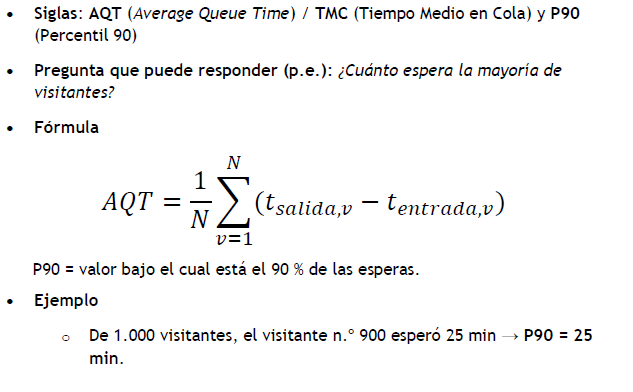 • Siglas: AQT (Average Queue Time) / TMC (Tiempo Medio en Cola) y P90
(Percentil 90)
• Pregunta que puede responder (p.e.): ¿Cuánto espera la mayoría de
visitantes?
• Fórmula
AQT = \frac{1}{N} \sum_{v=1}^{N} (t_{salida,v} − t_{entrada,v})
P90 = valor bajo el cual está el 90 % de las esperas.
• Ejemplo
o De 1.000 visitantes, el visitante n.° 900 esperó 25 min → P90 = 25
min.